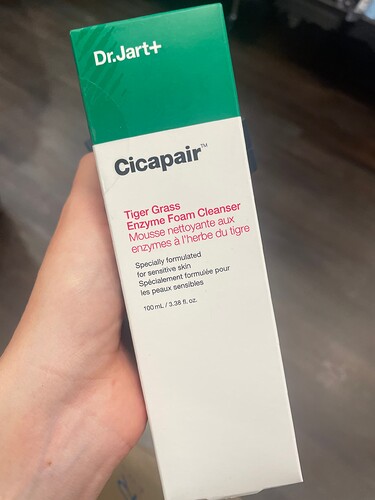 Dr.Jart+
Cicapair™
Tiger Grass
Enzyme Foam Cleanser
Mousse nettoyante aux
enzymes à l'herbe du tigre
Specially formulated
for sensitive skin
Spécialement formulée pour
les peaux sensibles
100 mL / 3.38 fl. oz.